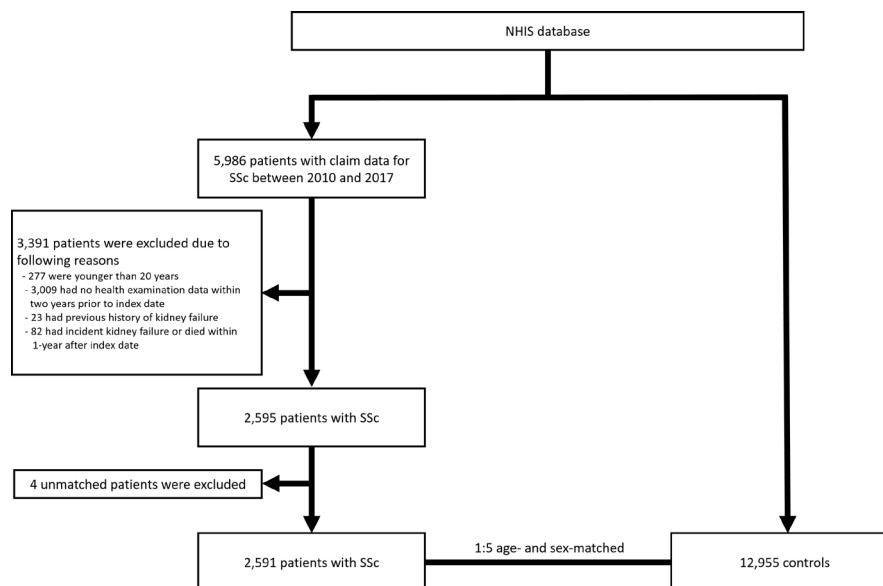 NHIS database
5,986 patients with claim data for
SSc between 2010 and 2017
3,391 patients were excluded due to
following reasons
- 277 were younger than 20 years
- 3,009 had no health examination data within
two years prior to index date
- 23 had previous history of kidney failure
- 82 had incident kidney failure or died within
1-year after index date
2,595 patients with SSc
4 unmatched patients were excluded
2,591 patients with SSc
1:5 age- and sex-matched
12,955 controls